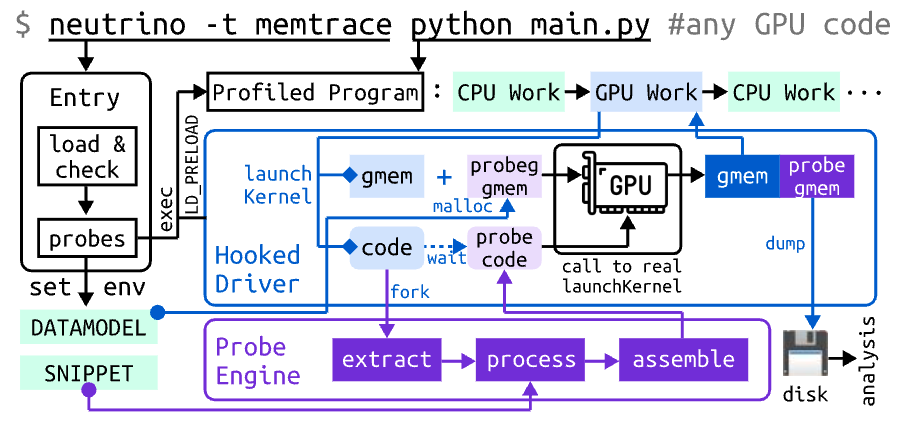 $ neutrino -t memtrace python main.py #any GPU code
Entry
load &
check
probes
set env
DATAMODEL
SNIPPET
exec
LD_PRELOAD
Profiled Program : CPU Work GPU Work CPU Work ...
launch
Kernel
gmem + probeg
gmem
malloc
GPU
gmem probe
gmem
code
wait
probe
code
call to real
launchKernel
dump
Hooked
Driver
fork
Probe
Engine
extract process assemble
disk
analysis